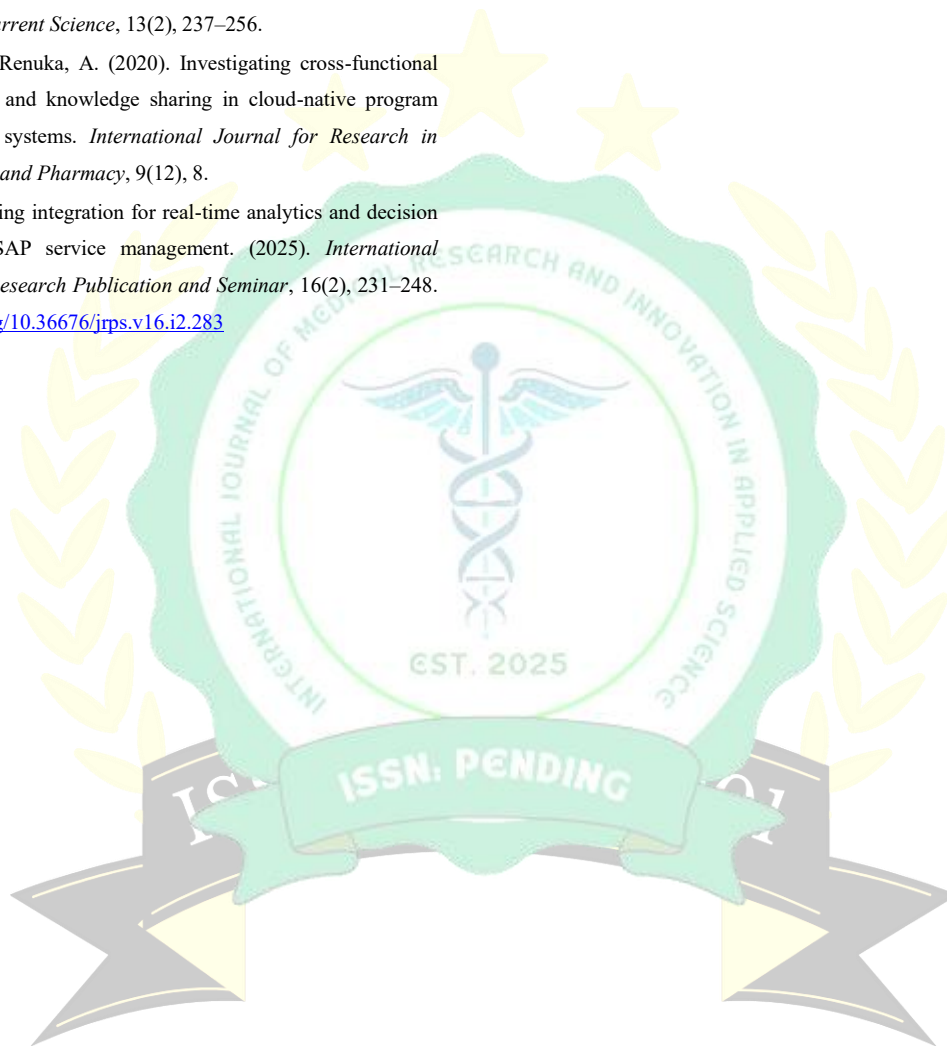 rrent Science, 13(2), 237–256.
Renuka, A. (2020). Investigating cross-functional
and knowledge sharing in cloud-native program
systems. International Journal for Research in
and Pharmacy, 9(12), 8.
ing integration for real-time analytics and decision
SAP service management. (2025). International
esearch Publication and Seminar, 16(2), 231–248.
g/10.36676/jrps.v16.i2.283
INTERNATIONAL JOURNAL OF MEDICAL RESEARCH AND INNOVATION IN APPLIED SCIENCE
EST. 2025
ISSN: PENDING